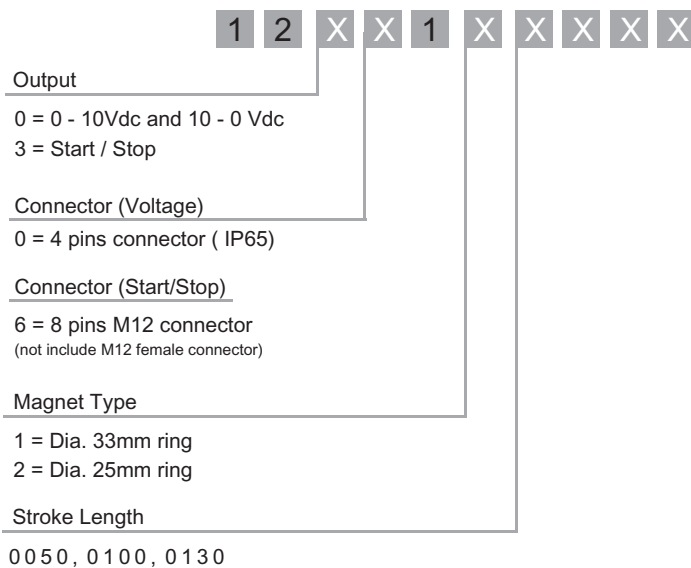 1 2 X X 1 X X X X X
Output
0 = 0 - 10Vdc and 10 - 0 Vdc
3 = Start / Stop
Connector (Voltage)
0 = 4 pins connector ( IP65)
Connector (Start/Stop)
6 = 8 pins M12 connector
(not include M12 female connector)
Magnet Type
1 = Dia. 33mm ring
2 = Dia. 25mm ring
Stroke Length
0050, 0100, 0130